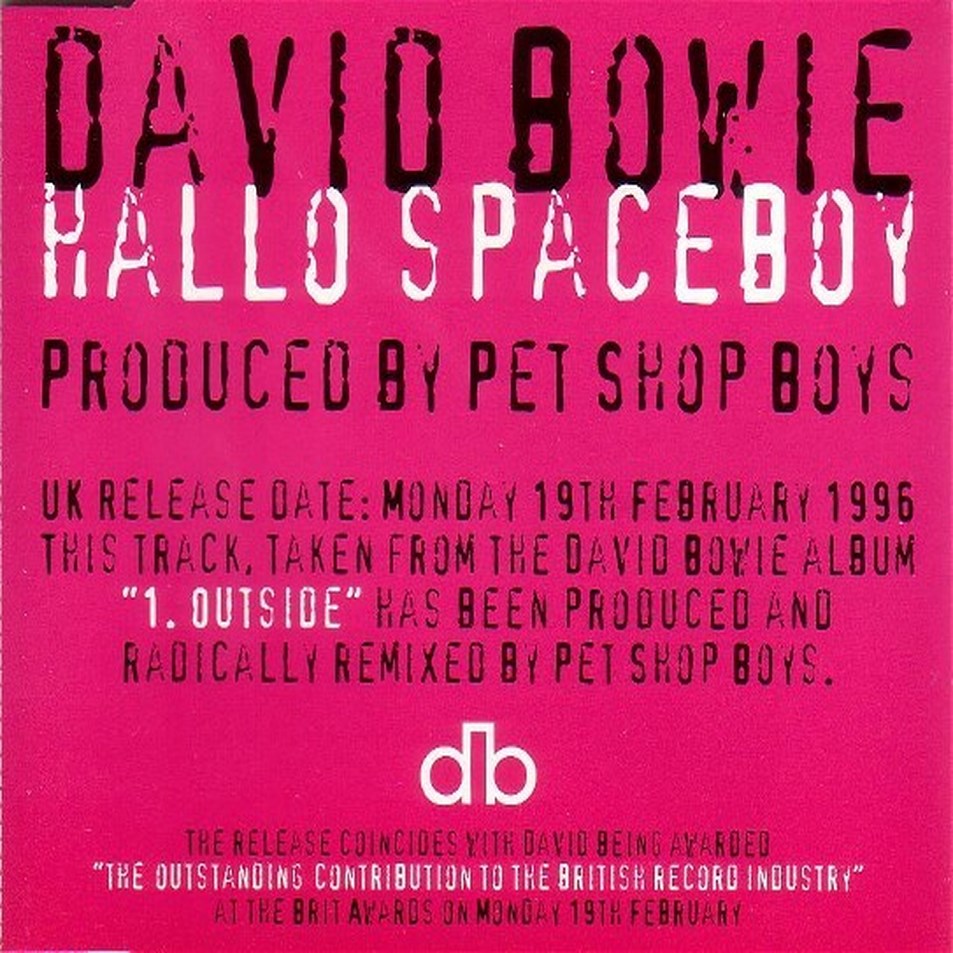 DAVID BOWIE
HALLO SPACEBOY
PRODUCED BY PET SHOP BOYS
UK RELEASE DATE: MONDAY 19TH FEBRUARY 1996
THIS TRACK, TAKEN FROM THE DAVID BOWIE ALBUM
"1. OUTSIDE" HAS BEEN PRODUCED AND
RADICALLY REMIXED BY PET SHOP BOYS.
db
THE RELEASE COINCIDES WITH DAVID BEING AWARDED
"THE OUTSTANDING CONTRIBUTION TO THE BRITISH RECORD INDUSTRY"
AT THE BRIT AWARDS ON MONDAY 19TH FEBRUARY